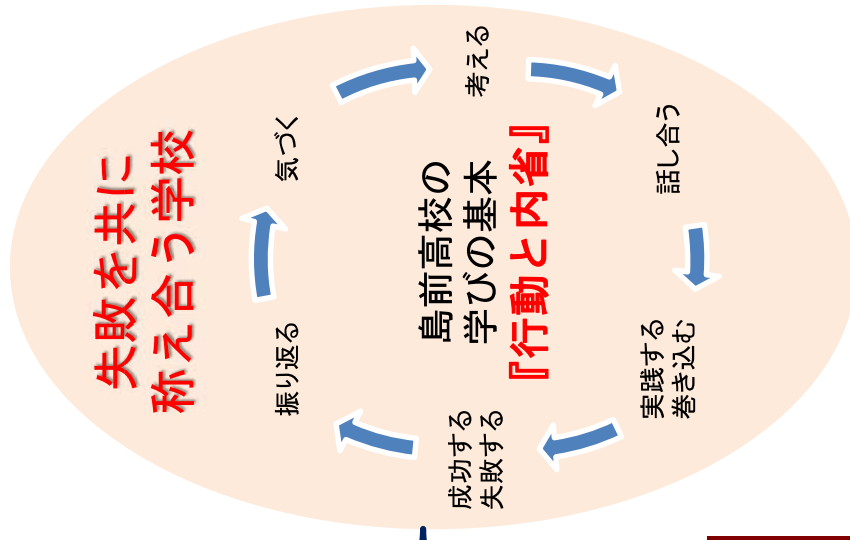 失敗を共に
称え合う学校
気づく
考える
話し合う
実践する
巻き込む
成功する
失敗する
振り返る
島前高校の
学びの基本
『行動と内省』